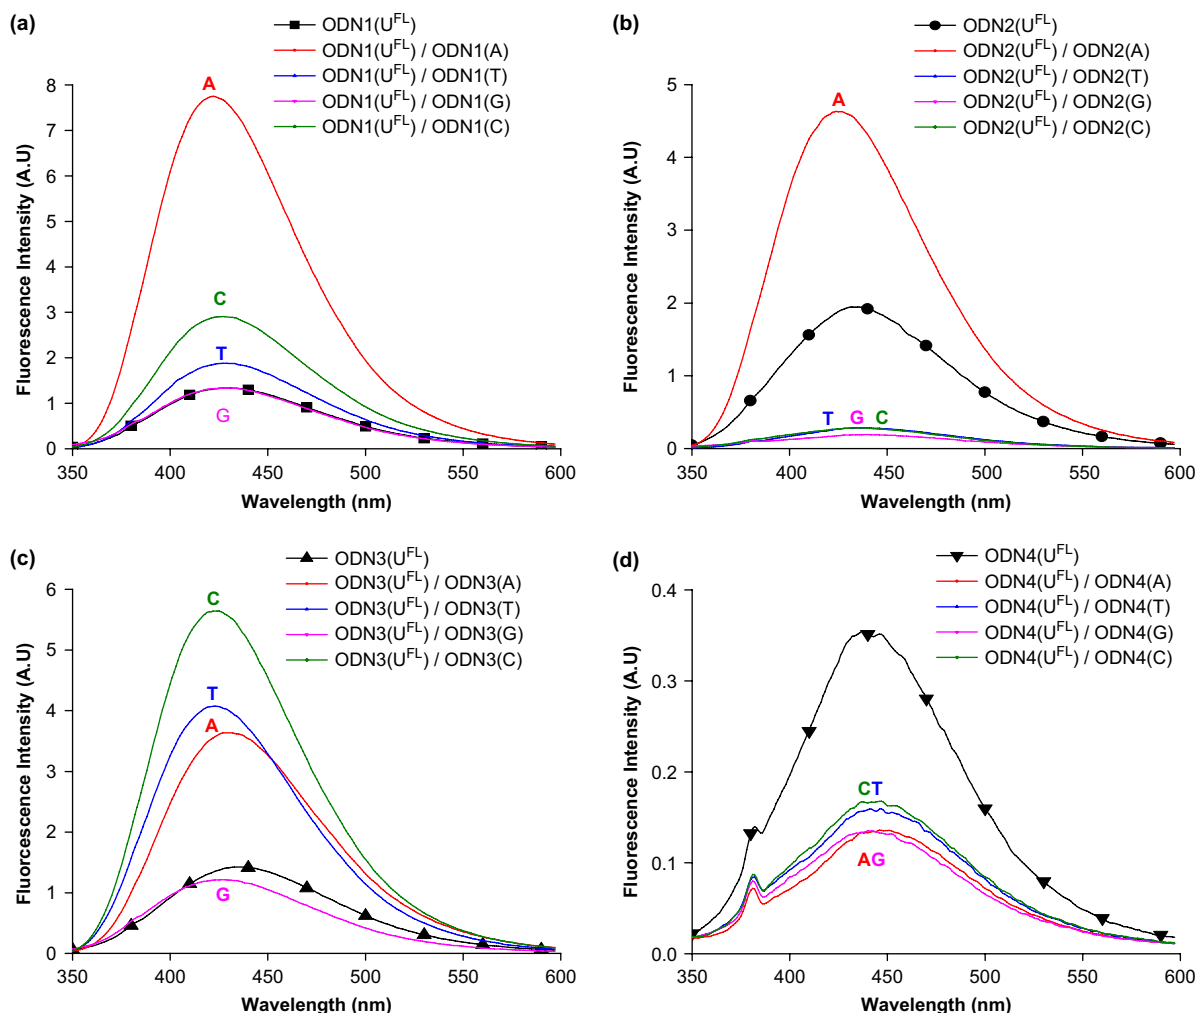 (a)
ODN1(U^FL)
ODN1(U^FL) / ODN1(A)
ODN1(U^FL) / ODN1(T)
ODN1(U^FL) / ODN1(G)
ODN1(U^FL) / ODN1(C)
Fluorescence Intensity (A.U)
8
7
6
5
4
3
2
1
0
A
C
T
G
350 400 450 500 550 600
Wavelength (nm)
(b)
ODN2(U^FL)
ODN2(U^FL) / ODN2(A)
ODN2(U^FL) / ODN2(T)
ODN2(U^FL) / ODN2(G)
ODN2(U^FL) / ODN2(C)
Fluorescence Intensity (A.U)
5
4
3
2
1
0
A
T G C
350 400 450 500 550 600
Wavelength (nm)
(c)
ODN3(U^FL)
ODN3(U^FL) / ODN3(A)
ODN3(U^FL) / ODN3(T)
ODN3(U^FL) / ODN3(G)
ODN3(U^FL) / ODN3(C)
Fluorcescence Intensity (A.U)
6
5
4
3
2
1
0
C
T
A
G
350 400 450 500 550 600
Wavelength (nm)
(d)
ODN4(U^FL)
ODN4(U^FL) / ODN4(A)
ODN4(U^FL) / ODN4(T)
ODN4(U^FL) / ODN4(G)
ODN4(U^FL) / ODN4(C)
Fluorescence Intensity (A.U)
0.4
0.3
0.2
0.1
0.0
CT
AG
350 400 450 500 550 600
Wavelength (nm)